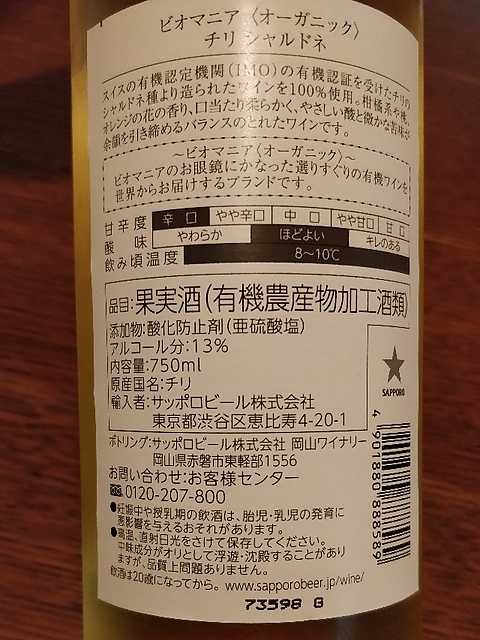 ビオマニア〈オーガニック〉
チリ シャルドネ
スイスの有機認定機関(IMO)の有機認証を受けたチリの
シャルドネ種より造られたワインを100%使用。柑橘系や桃、
オレンジの花の香り、口当たり柔らかく、やさしい酸と微かな苦味が
余韻を引き締めるバランスのとれたワインです。
～ビオマニア〈オーガニック〉～
ビオマニアのお眼鏡にかなった選りすぐりの有機ワインを
世界からお届けするブランドです。
甘辛度 辛口 やや辛口 中口 やや甘口 甘口
酸味 やわらか ほどよい キレのある
飲み頃温度 8～10℃
品目:果実酒(有機農産物加工酒類)
添加物:酸化防止剤(亜硫酸塩)
アルコール分:13%
内容量:750ml
原産国名:チリ
輸入者:サッポロビール株式会社
東京都渋谷区恵比寿4-20-1
SAPPORO
ボトリング:サッポロビール株式会社 岡山ワイナリー
岡山県赤磐市東軽部1556
お問い合わせ:お客様センター
0120-207-800
4 901880 888589
●妊娠中や授乳期の飲酒は、胎児・乳児の発育に
悪影響を与えるおそれがあります。
●高温、直射日光をさけて保存してください。
中味成分がオリとして浮遊・沈殿することがあり
ますが、品質上問題ありません。
飲酒は20歳になってから。 www.sapporobeer.jp/wine/
73598 G